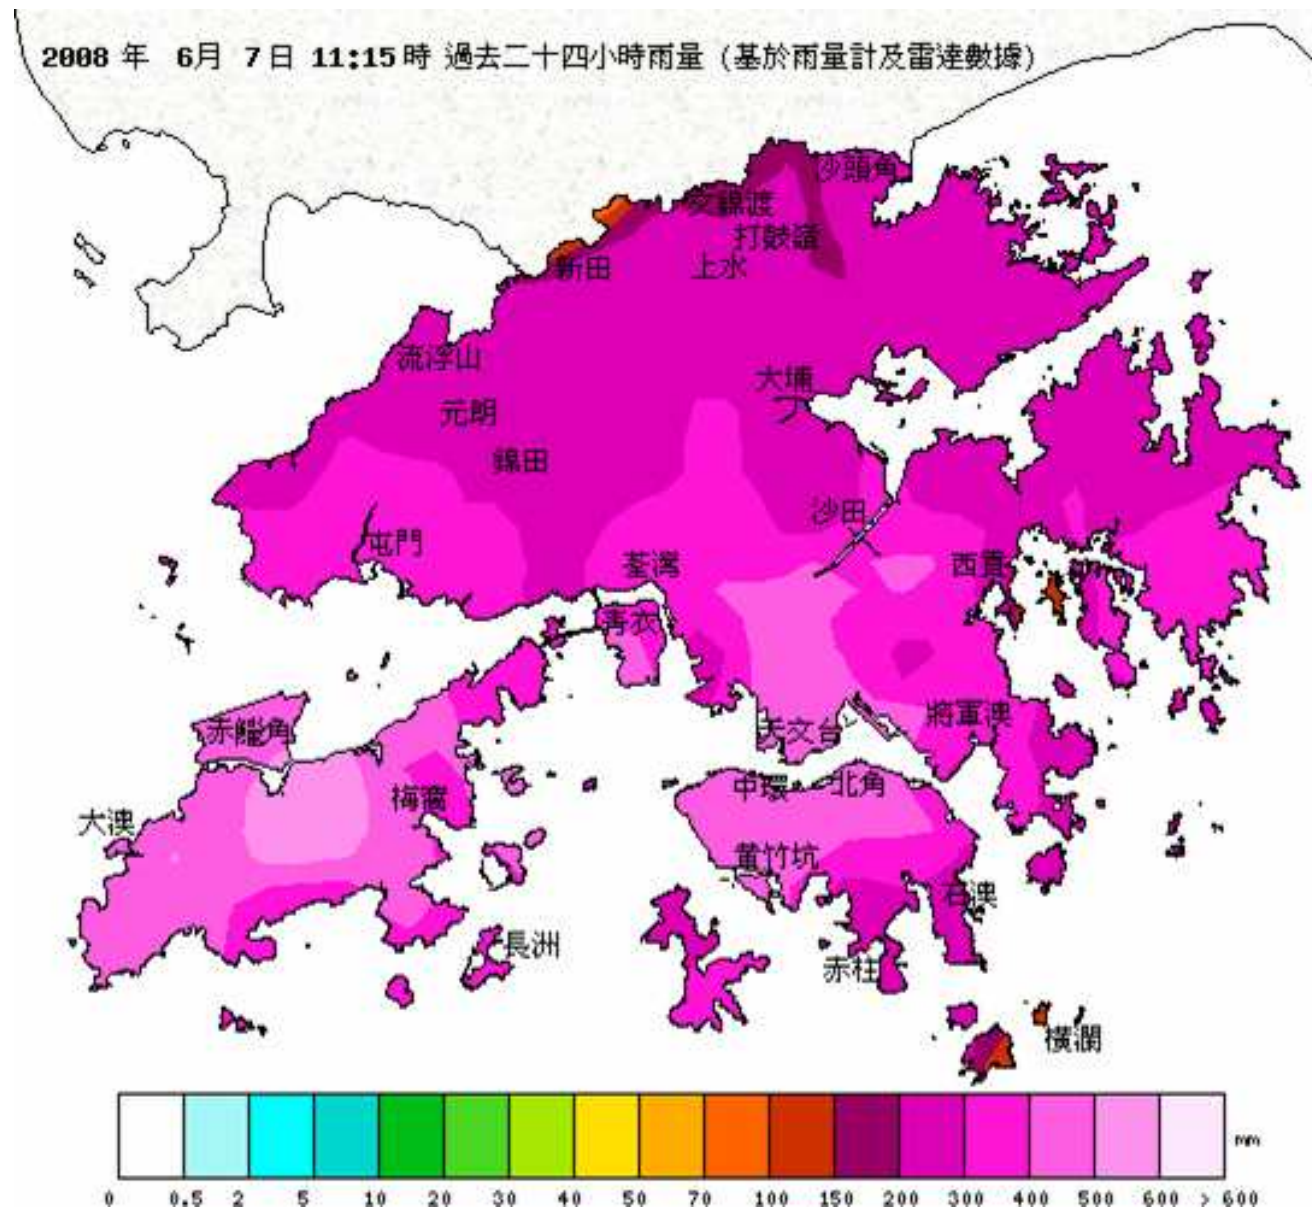 2008 年 6月 7日 11:15時 過去二十四小時雨量 (基於雨量計及雷達數據)
沙頭角
文錦渡
打鼓嶺
新田
上水
流浮山
大埔
元朗
錦田
沙田
屯門
荃灣
西貢
青衣
赤鱲角
將軍澳
天文台
梅窩
中環
北角
大澳
黃竹坑
石澳
長洲
赤柱
橫瀾
mm
0 0.5 2 5 10 20 30 40 50 70 100 150 200 300 400 500 600 > 600